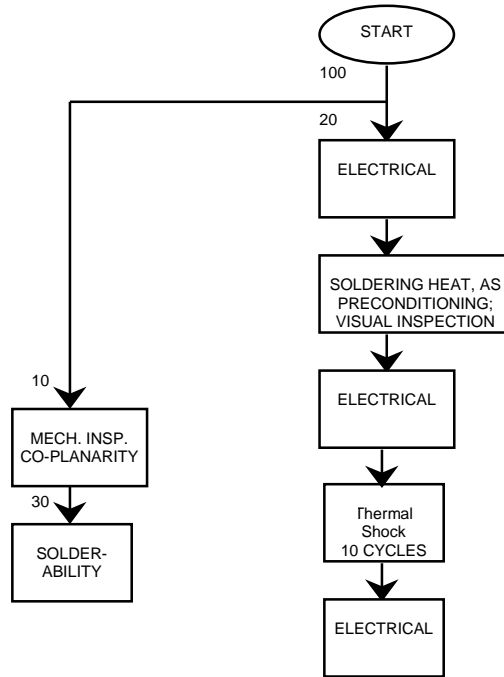 START
100
20
ELECTRICAL
SOLDERING HEAT, AS
PRECONDITIONING;
VISUAL INSPECTION
10
ELECTRICAL
MECH. INSP.
CO-PLANARITY
30
Thermal
Shock
10 CYCLES
SOLDER-
ABILITY
ELECTRICAL